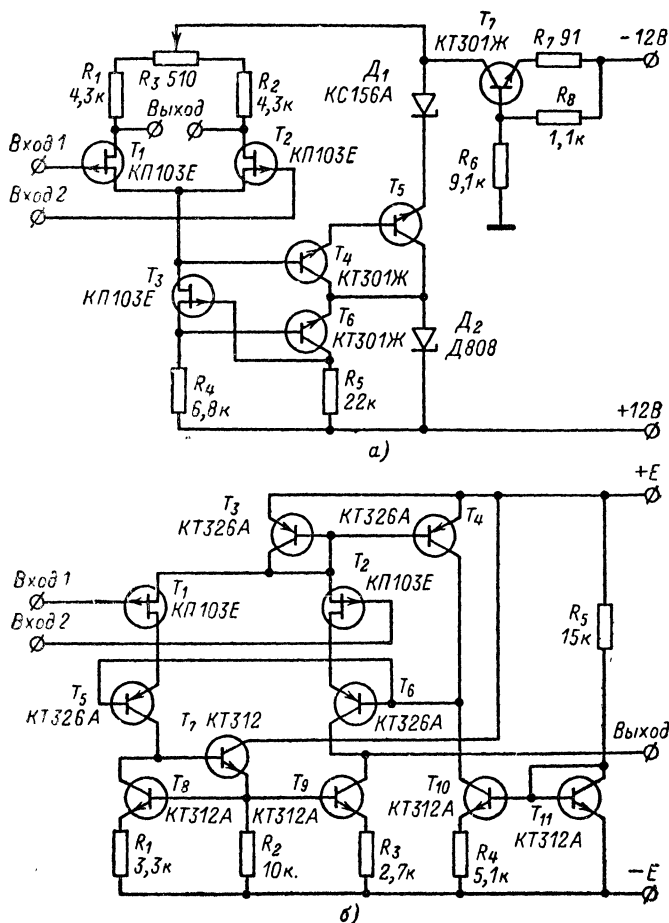 T₇
КТ301Ж
R₇ 91
−12В
R₁
4,3к
R₃ 510
R₂
4,3к
Выход
Д₁
КС156А
R₈
1,1к
R₆
9,1к
Вход 1
T₁
КП103Е
T₂
КП103Е
Вход 2
T₅
T₄
КТ301Ж
T₃
КП103Е
T₆
КТ301Ж
Д₂
Д808
R₄
6,8к
R₅
22к
+12В
а)
+E
T₃
КТ326А
КТ326А
T₄
Вход 1
T₁
КП103Е
T₂
КП103Е
Вход 2
R₅
15к
T₅
КТ326А
T₆
КТ326А
T₇ КТ312
Выход
T₈
КТ312А
T₉
КТ312А
T₁₀
КТ312А
T₁₁
КТ312А
R₁
3,3к
R₂
10к.
R₃
2,7к
R₄
5,1к
−E
б)